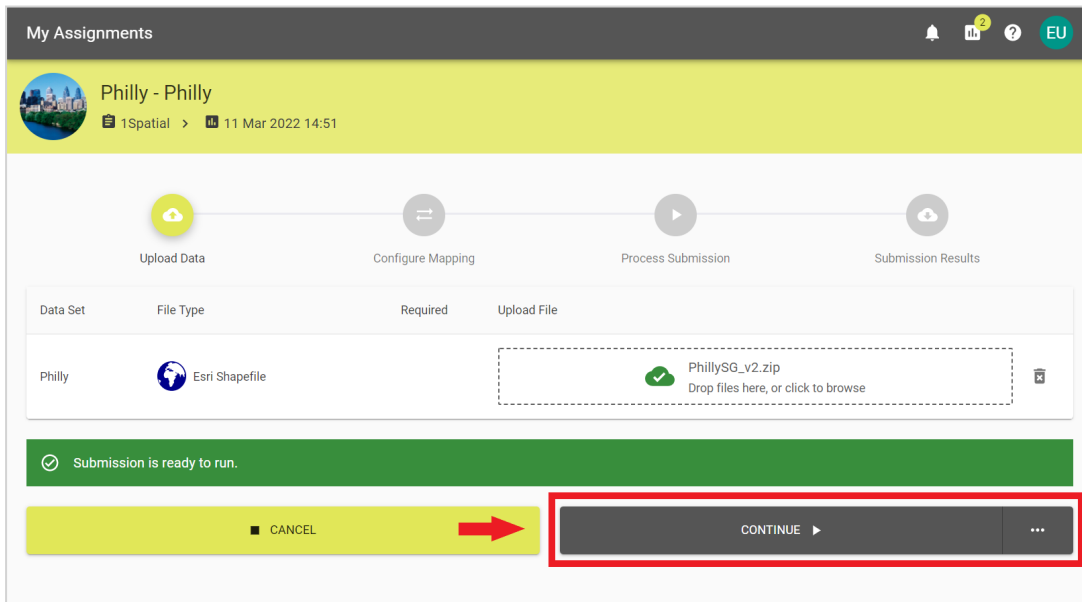 My Assignments
2
EU
Philly - Philly
1Spatial > 11 Mar 2022 14:51
Upload Data
Configure Mapping
Process Submission
Submission Results
Data Set File Type Required Upload File
Philly Esri Shapefile PhillySG_v2.zip
Drop files here, or click to browse
Submission is ready to run.
CANCEL
CONTINUE